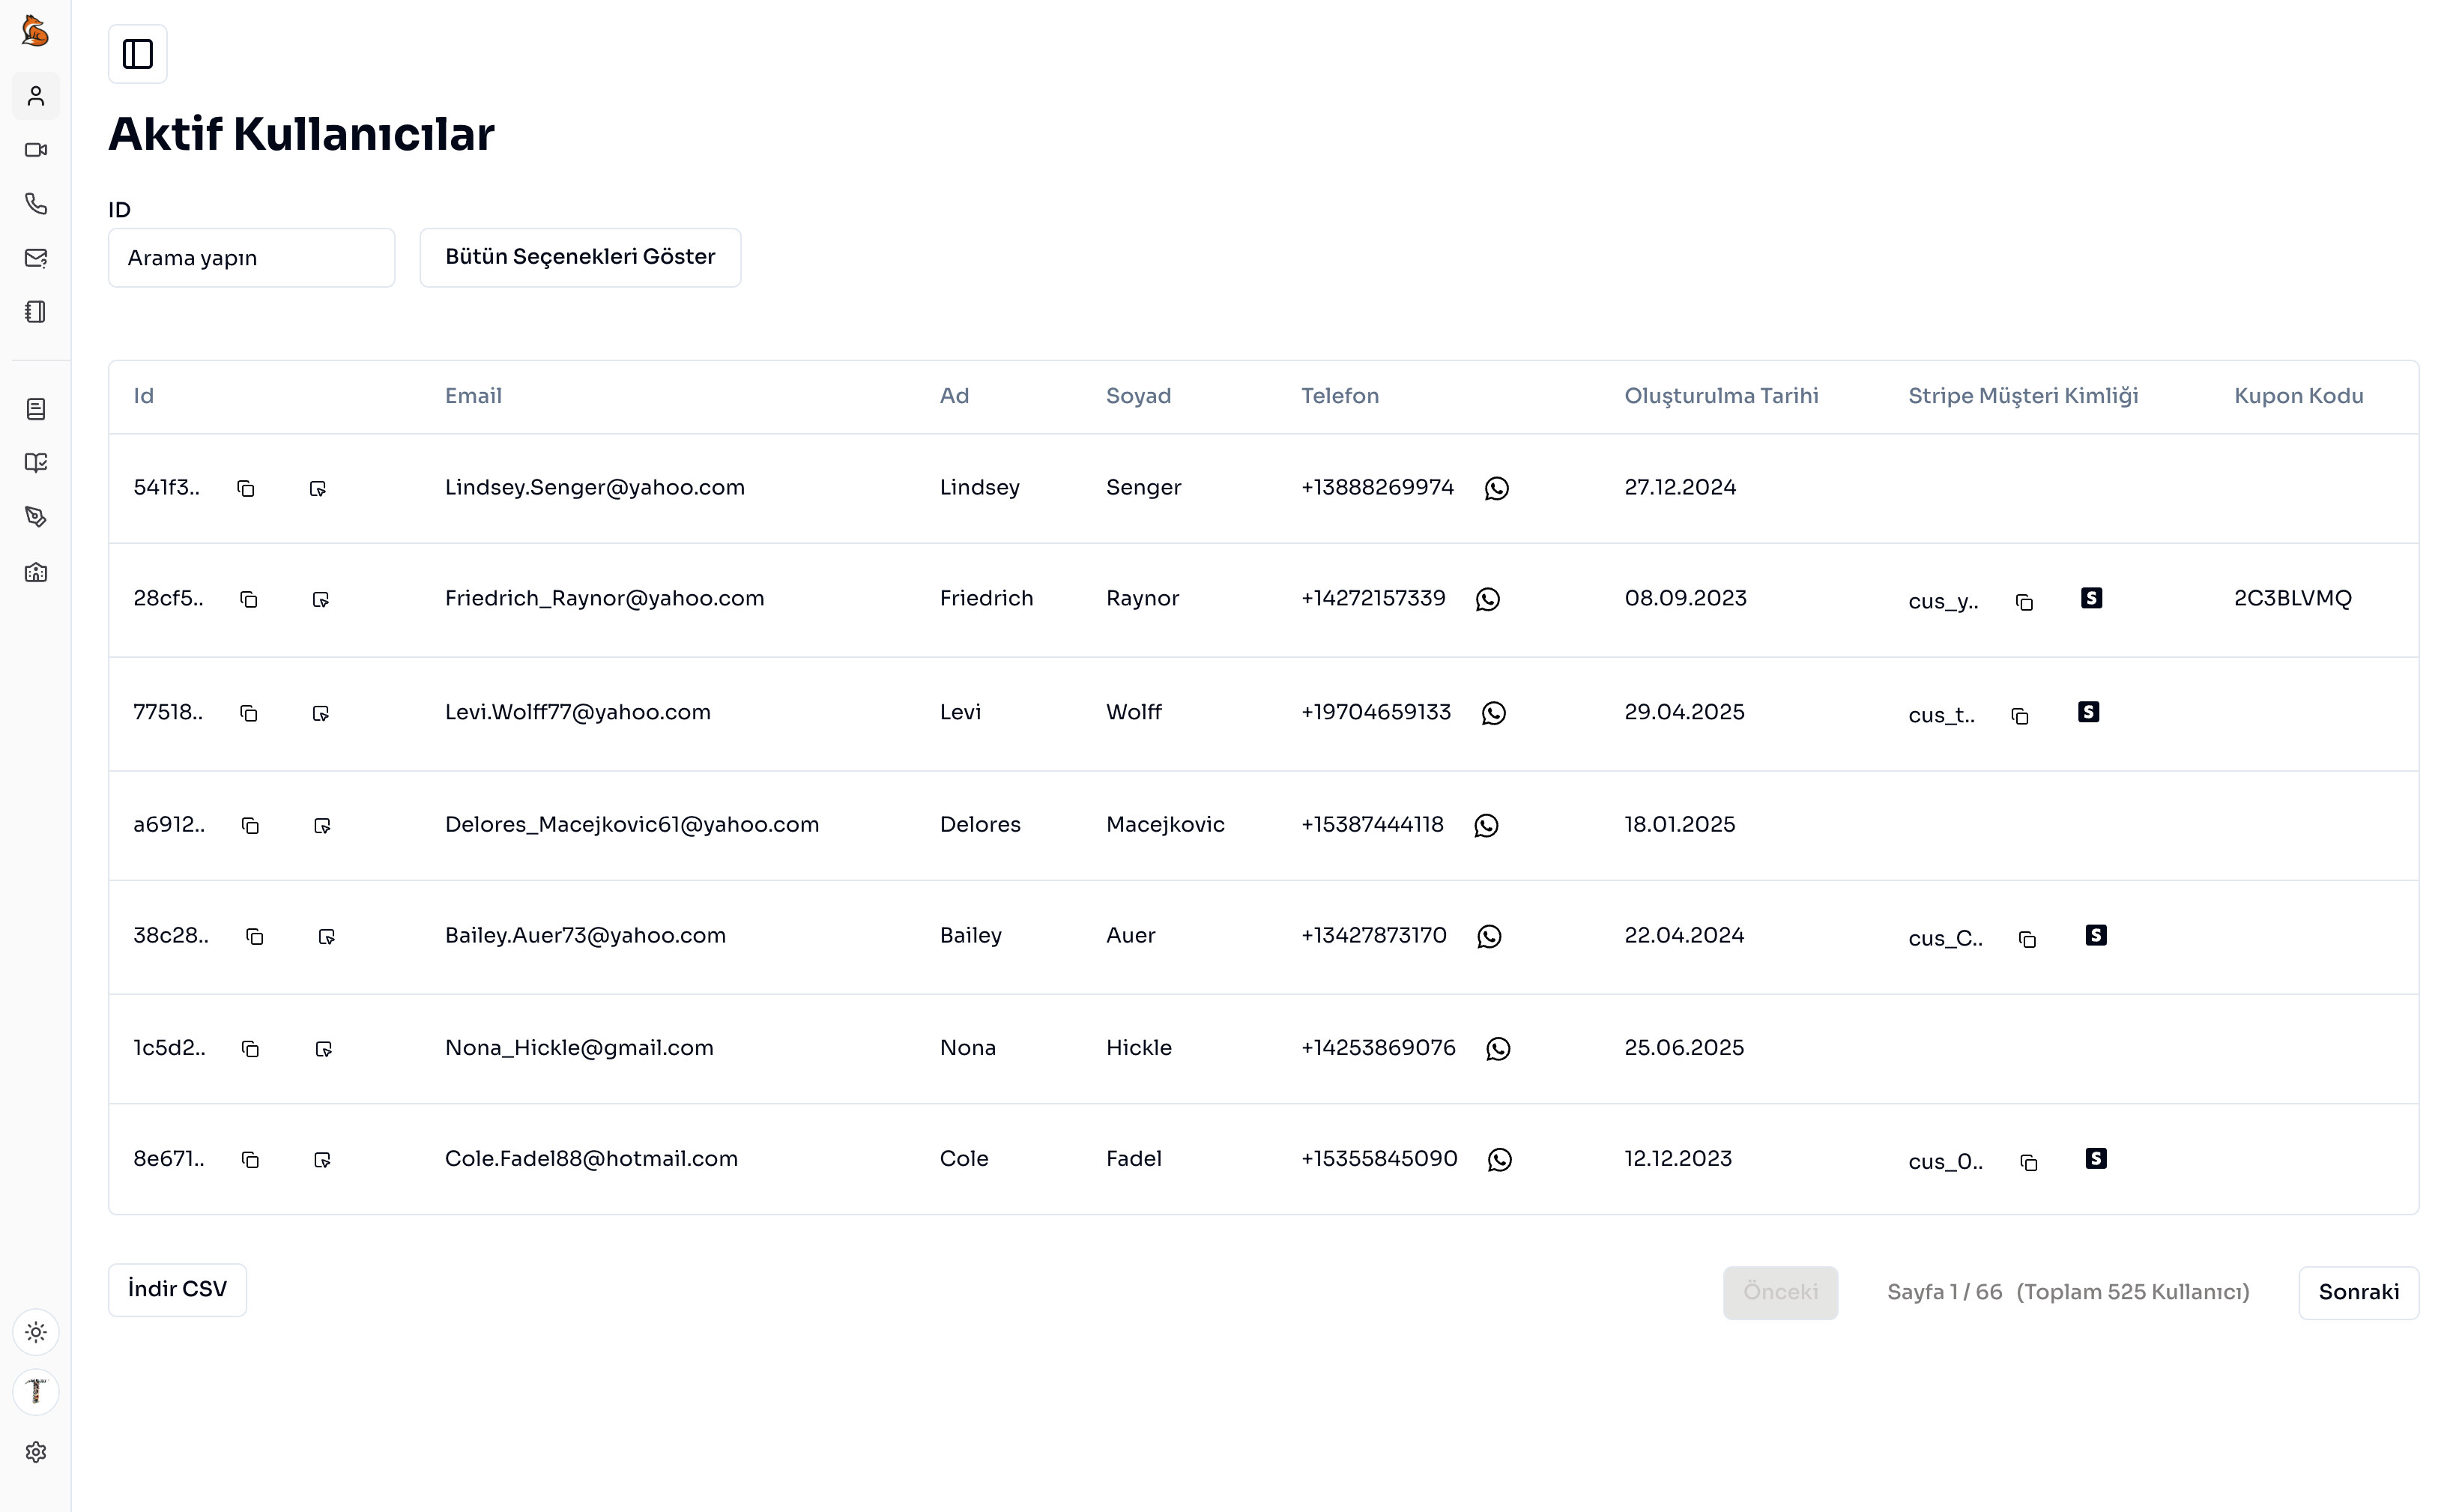 Aktif Kullanıcılar
ID
Arama yapın Bütün Seçenekleri Göster
Id Email Ad Soyad Telefon Oluşturulma Tarihi Stripe Müşteri Kimliği Kupon Kodu
541f3.. Lindsey.Senger@yahoo.com Lindsey Senger +13888269974 27.12.2024
28cf5.. Friedrich_Raynor@yahoo.com Friedrich Raynor +14272157339 08.09.2023 cus_y.. S 2C3BLVMQ
77518.. Levi.Wolff77@yahoo.com Levi Wolff +19704659133 29.04.2025 cus_t.. S
a6912.. Delores_Macejkovic61@yahoo.com Delores Macejkovic +15387444118 18.01.2025
38c28.. Bailey.Auer73@yahoo.com Bailey Auer +13427873170 22.04.2024 cus_C.. S
1c5d2.. Nona_Hickle@gmail.com Nona Hickle +14253869076 25.06.2025
8e671.. Cole.Fadel88@hotmail.com Cole Fadel +15355845090 12.12.2023 cus_0.. S
İndir CSV Önceki Sayfa 1 / 66 (Toplam 525 Kullanıcı) Sonraki
T